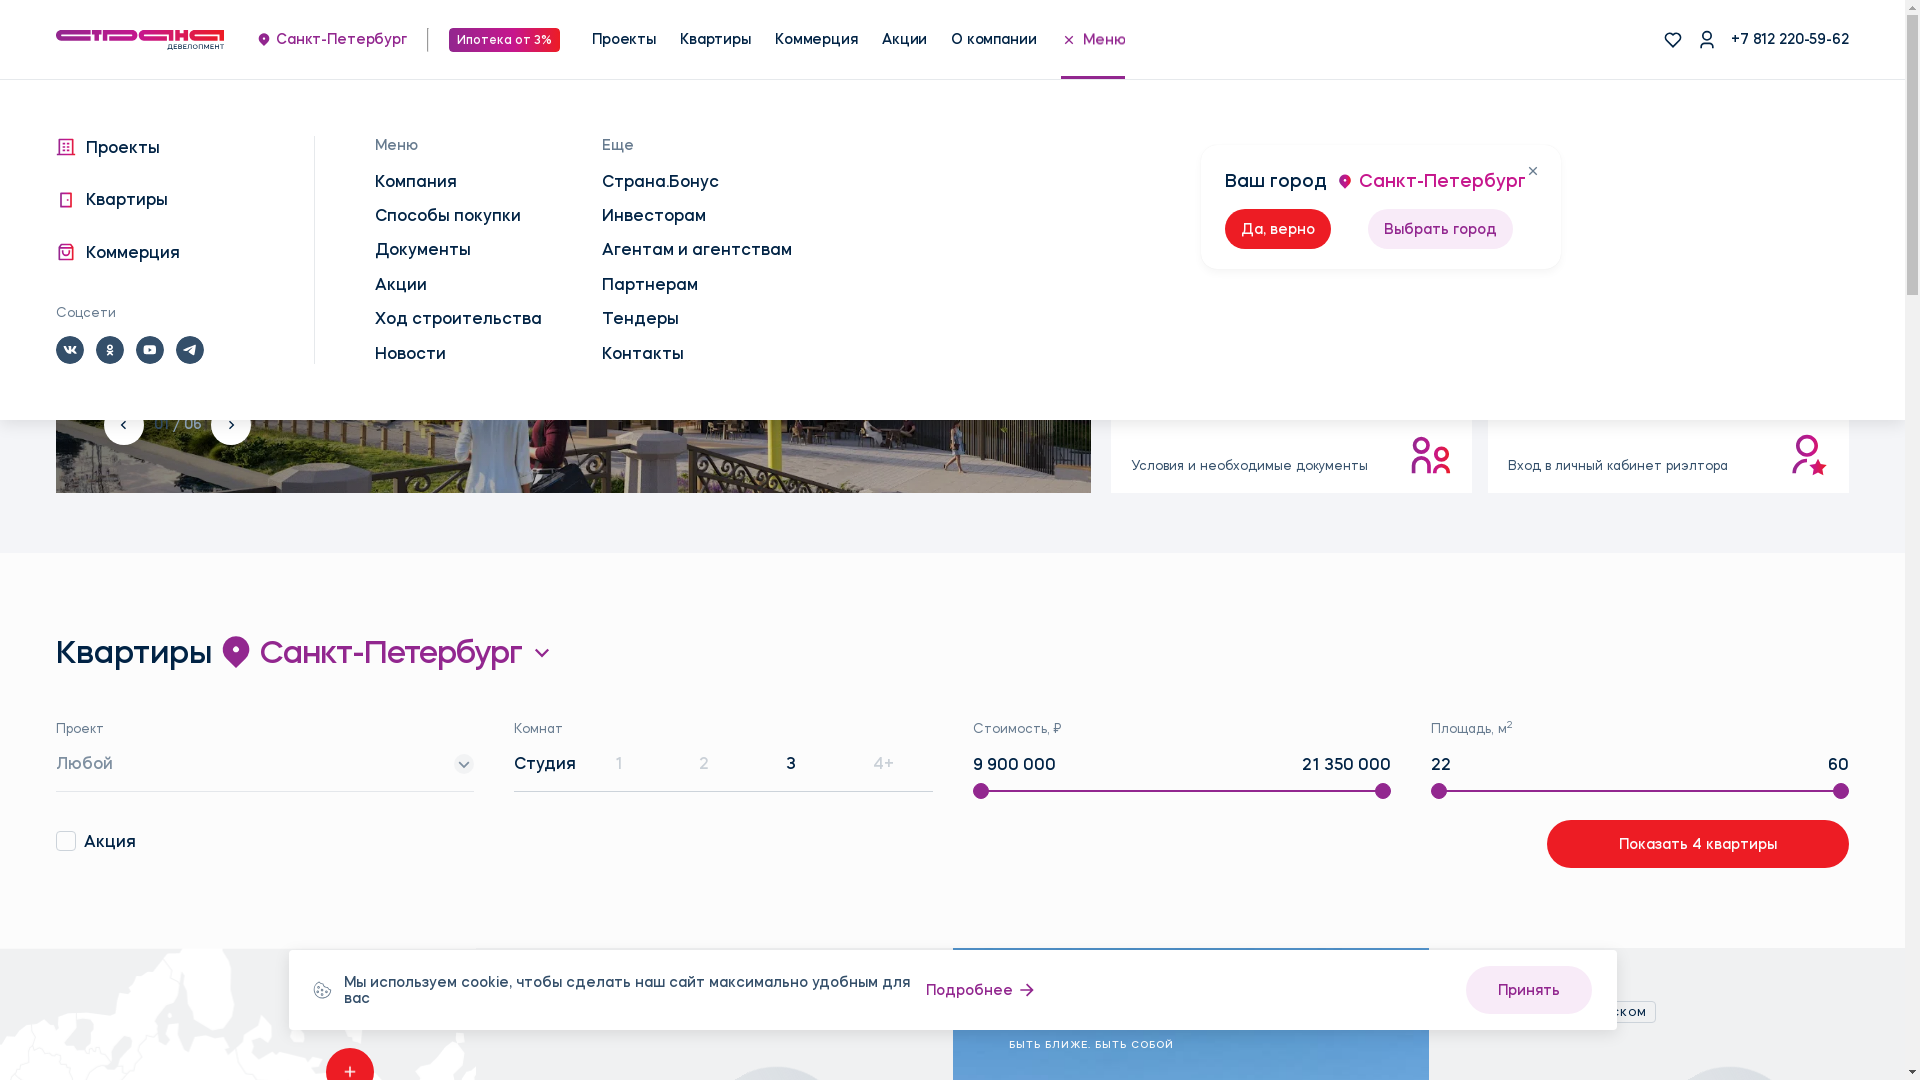 страна
ДЕВЕЛОПМЕНТ
Санкт-Петербург
Ипотека от 3%
Проекты
Квартиры
Коммерция
Акции
О компании
Меню
+7 812 220-59-62
Проекты
Квартиры
Коммерция
Соцсети
Меню
Компания
Способы покупки
Документы
Акции
Ход строительства
Новости
Еще
Страна.Бонус
Инвесторам
Агентам и агентствам
Партнерам
Тендеры
Контакты
Ваш город Санкт-Петербург
Да, верно
Выбрать город
01 / 06
Условия и необходимые документы
Вход в личный кабинет риэлтора
Квартиры Санкт-Петербург
Проект
Любой
Комнат
Студия 1 2 3 4+
Стоимость, ₽
9 900 000 21 350 000
Площадь, м²
22 60
Акция
Показать 4 квартиры
Мы используем cookie, чтобы сделать наш сайт максимально удобным для
вас
Подробнее
Принять
БЫТЬ БЛИЖЕ. БЫТЬ СОБОЙ